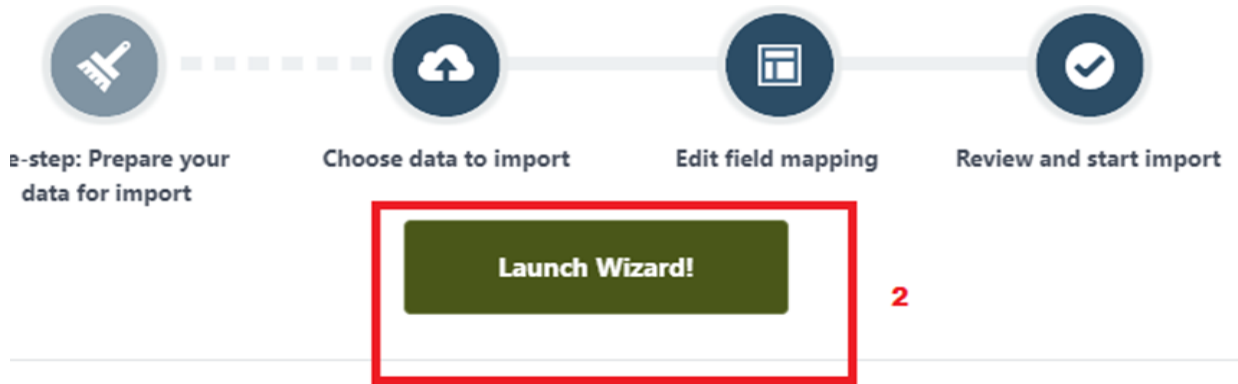 e-step: Prepare your
data for import
Choose data to import
Edit field mapping
Review and start import
Launch Wizard!
2